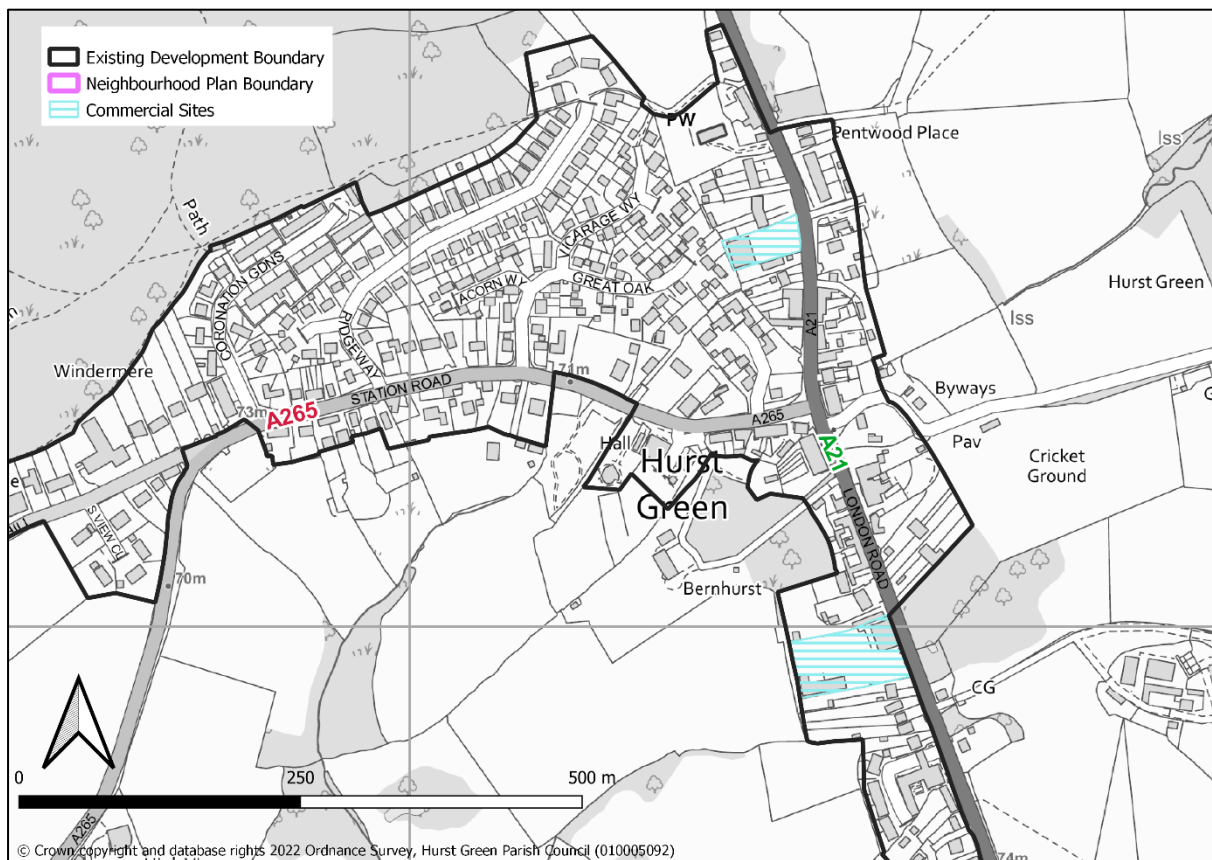 Existing Development Boundary
Neighbourhood Plan Boundary
Commercial Sites
PW
Pentwood Place
Iss
Path
VICARAGE WY
CORONATION GDNS
ACORN WY
GREAT OAK
Hurst Green
Iss
RIDGEWAY
A21
Windermere
71m
STATION ROAD
Byways
73m
A265
A265
Pav
Hall
Hurst
Green
A21
Cricket
Ground
S VIEW CL
LONDON ROAD
70m
Bernhurst
CG
0
250
500 m
A265
74m
© Crown copyright and database rights 2022 Ordnance Survey, Hurst Green Parish Council (010005092)